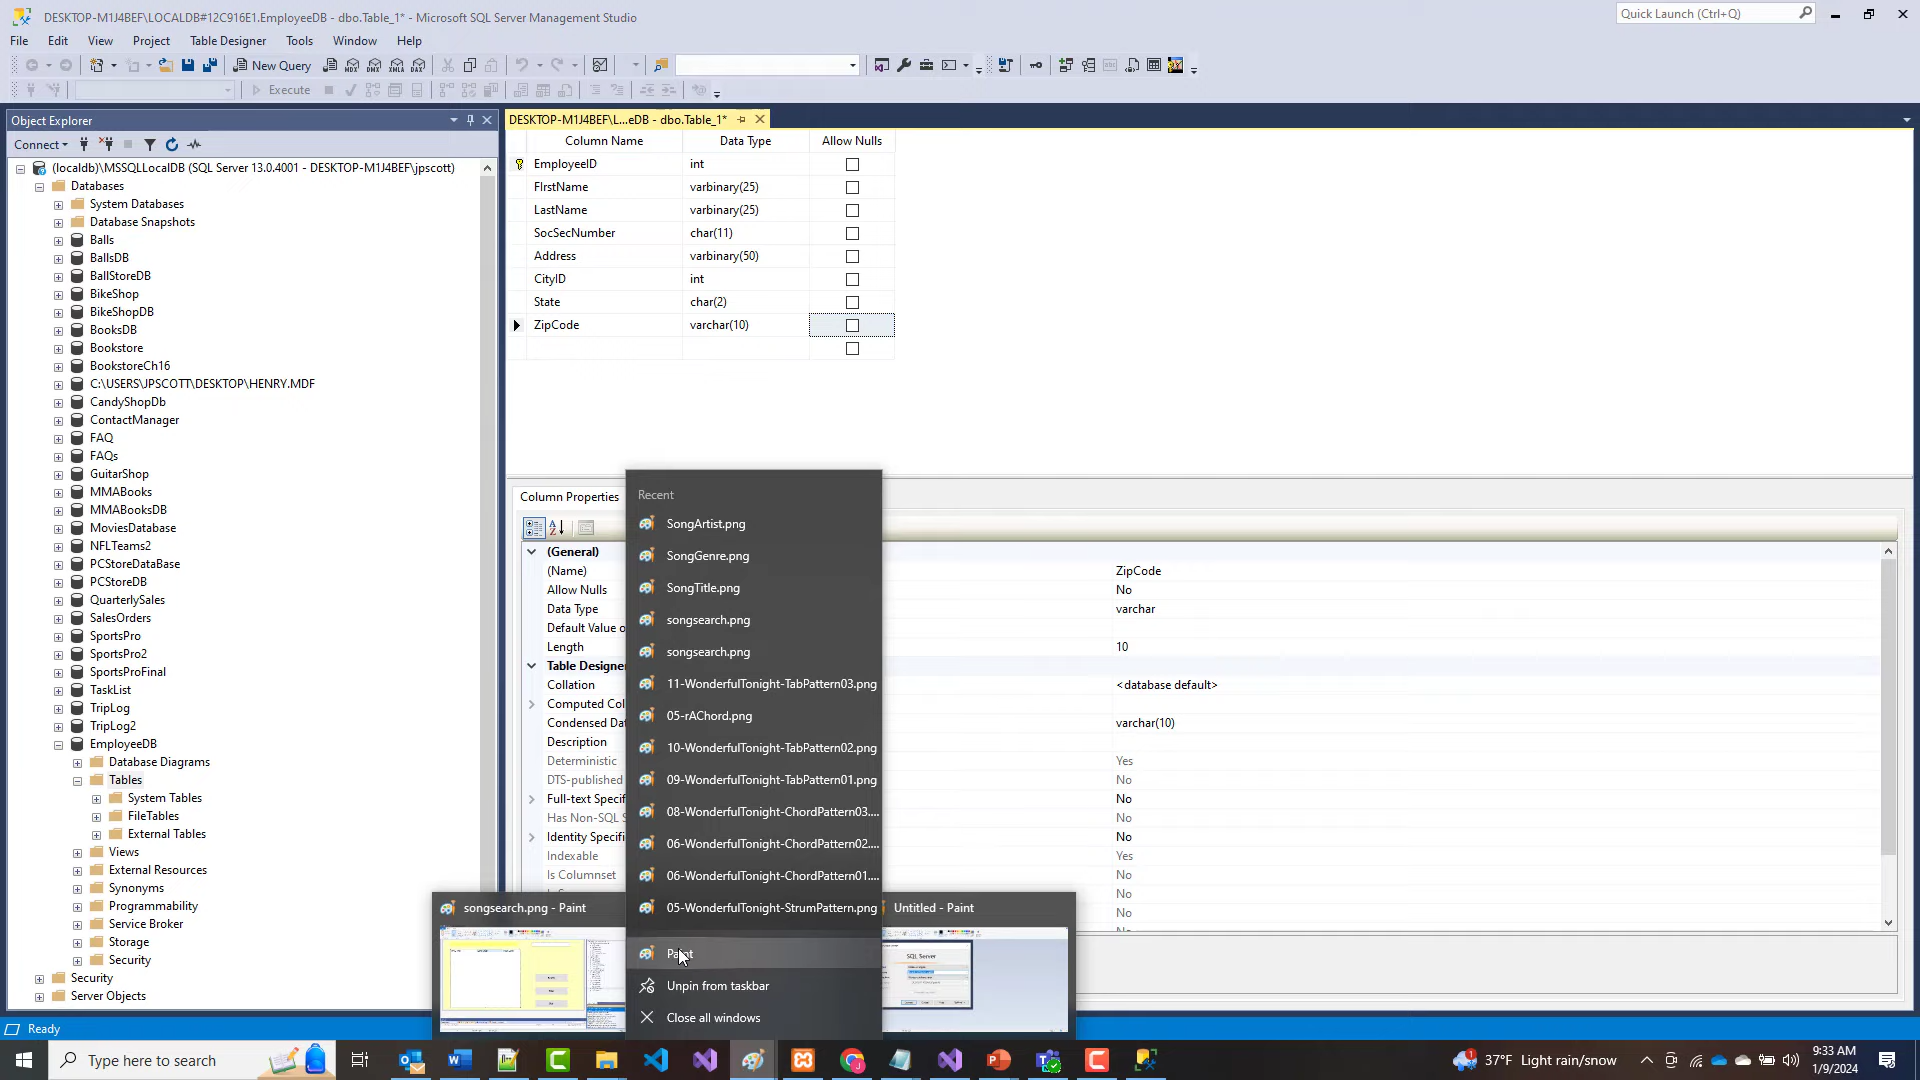 DESKTOP-M1J4BEF\LOCALDB#12C916E1.EmployeeDB - dbo.Table_1* - Microsoft SQL Server Management Studio
Quick Launch (Ctrl+Q)
File Edit View Project Table Designer Tools Window Help
New Query
Execute
Object Explorer
DESKTOP-M1J4BEF\L...eDB - dbo.Table_1*
Connect
(localdb)\MSSQLLocalDB (SQL Server 13.0.4001 - DESKTOP-M1J4BEF\jpscott)
Databases
System Databases
Database Snapshots
Balls
BallsDB
BallStoreDB
BikeShop
BikeShopDB
BooksDB
Bookstore
BookstoreCh16
C:\USERS\JPSCOTT\DESKTOP\HENRY.MDF
CandyShopDb
ContactManager
FAQ
FAQs
GuitarShop
MMABooks
MMABooksDB
MoviesDatabase
NFLTeams2
PCStoreDataBase
PCStoreDB
QuarterlySales
SalesOrders
SportsPro
SportsPro2
SportsProFinal
TaskList
TripLog
TripLog2
EmployeeDB
Database Diagrams
Tables
System Tables
FileTables
External Tables
Views
External Resources
Synonyms
Programmability
Service Broker
Storage
Security
Security
Server Objects
Column Name Data Type Allow Nulls
EmployeeID int
FIrstName varbinary(25)
LastName varbinary(25)
SocSecNumber char(11)
Address varbinary(50)
CityID int
State char(2)
ZipCode varchar(10)
Column Properties
(General)
(Name) ZipCode
Allow Nulls No
Data Type varchar
Default Value o
Length 10
Table Designer
Collation <database default>
Computed Col
Condensed Dat varchar(10)
Description
Deterministic Yes
DTS-published No
Full-text Specif No
Has Non-SQL S No
Identity Specifi No
Indexable Yes
Is Columnset No
No
No
Recent
SongArtist.png
SongGenre.png
SongTitle.png
songsearch.png
songsearch.png
11-WonderfulTonight-TabPattern03.png
05-rAChord.png
10-WonderfulTonight-TabPattern02.png
09-WonderfulTonight-TabPattern01.png
08-WonderfulTonight-ChordPattern03....
06-WonderfulTonight-ChordPattern02....
06-WonderfulTonight-ChordPattern01....
05-WonderfulTonight-StrumPattern.png
Paint
Unpin from taskbar
Close all windows
songsearch.png - Paint
Untitled - Paint
SQL Server
Ready
Type here to search
37°F Light rain/snow
9:33 AM
1/9/2024